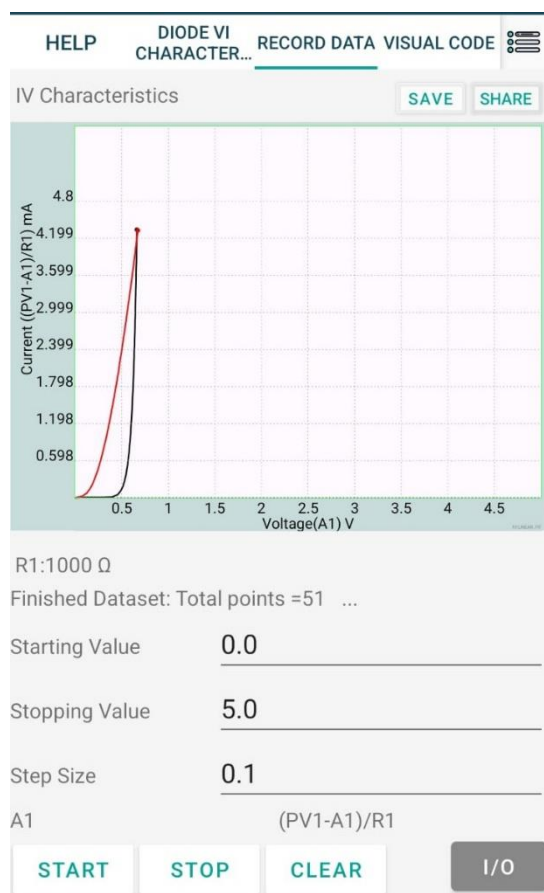 HELP
DIODE VI CHARACTER...
RECORD DATA
VISUAL CODE
IV Characteristics
SAVE
SHARE
Current ((PV1-A1)/R1) mA
4.8
4.199
3.599
2.999
2.399
1.798
1.198
0.598
0.5 1 1.5 2 2.5 3 3.5 4 4.5
Voltage(A1) V
R1:1000 Ω
Finished Dataset: Total points =51 ...
Starting Value 0.0
Stopping Value 5.0
Step Size 0.1
A1 (PV1-A1)/R1
START STOP CLEAR I/O